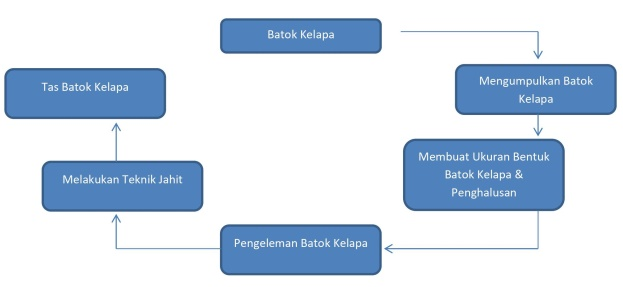 Batok Kelapa
Mengumpulkan Batok
Kelapa
Membuat Ukuran Bentuk
Batok Kelapa &
Penghalusan
Pengeleman Batok Kelapa
Melakukan Teknik Jahit
Tas Batok Kelapa